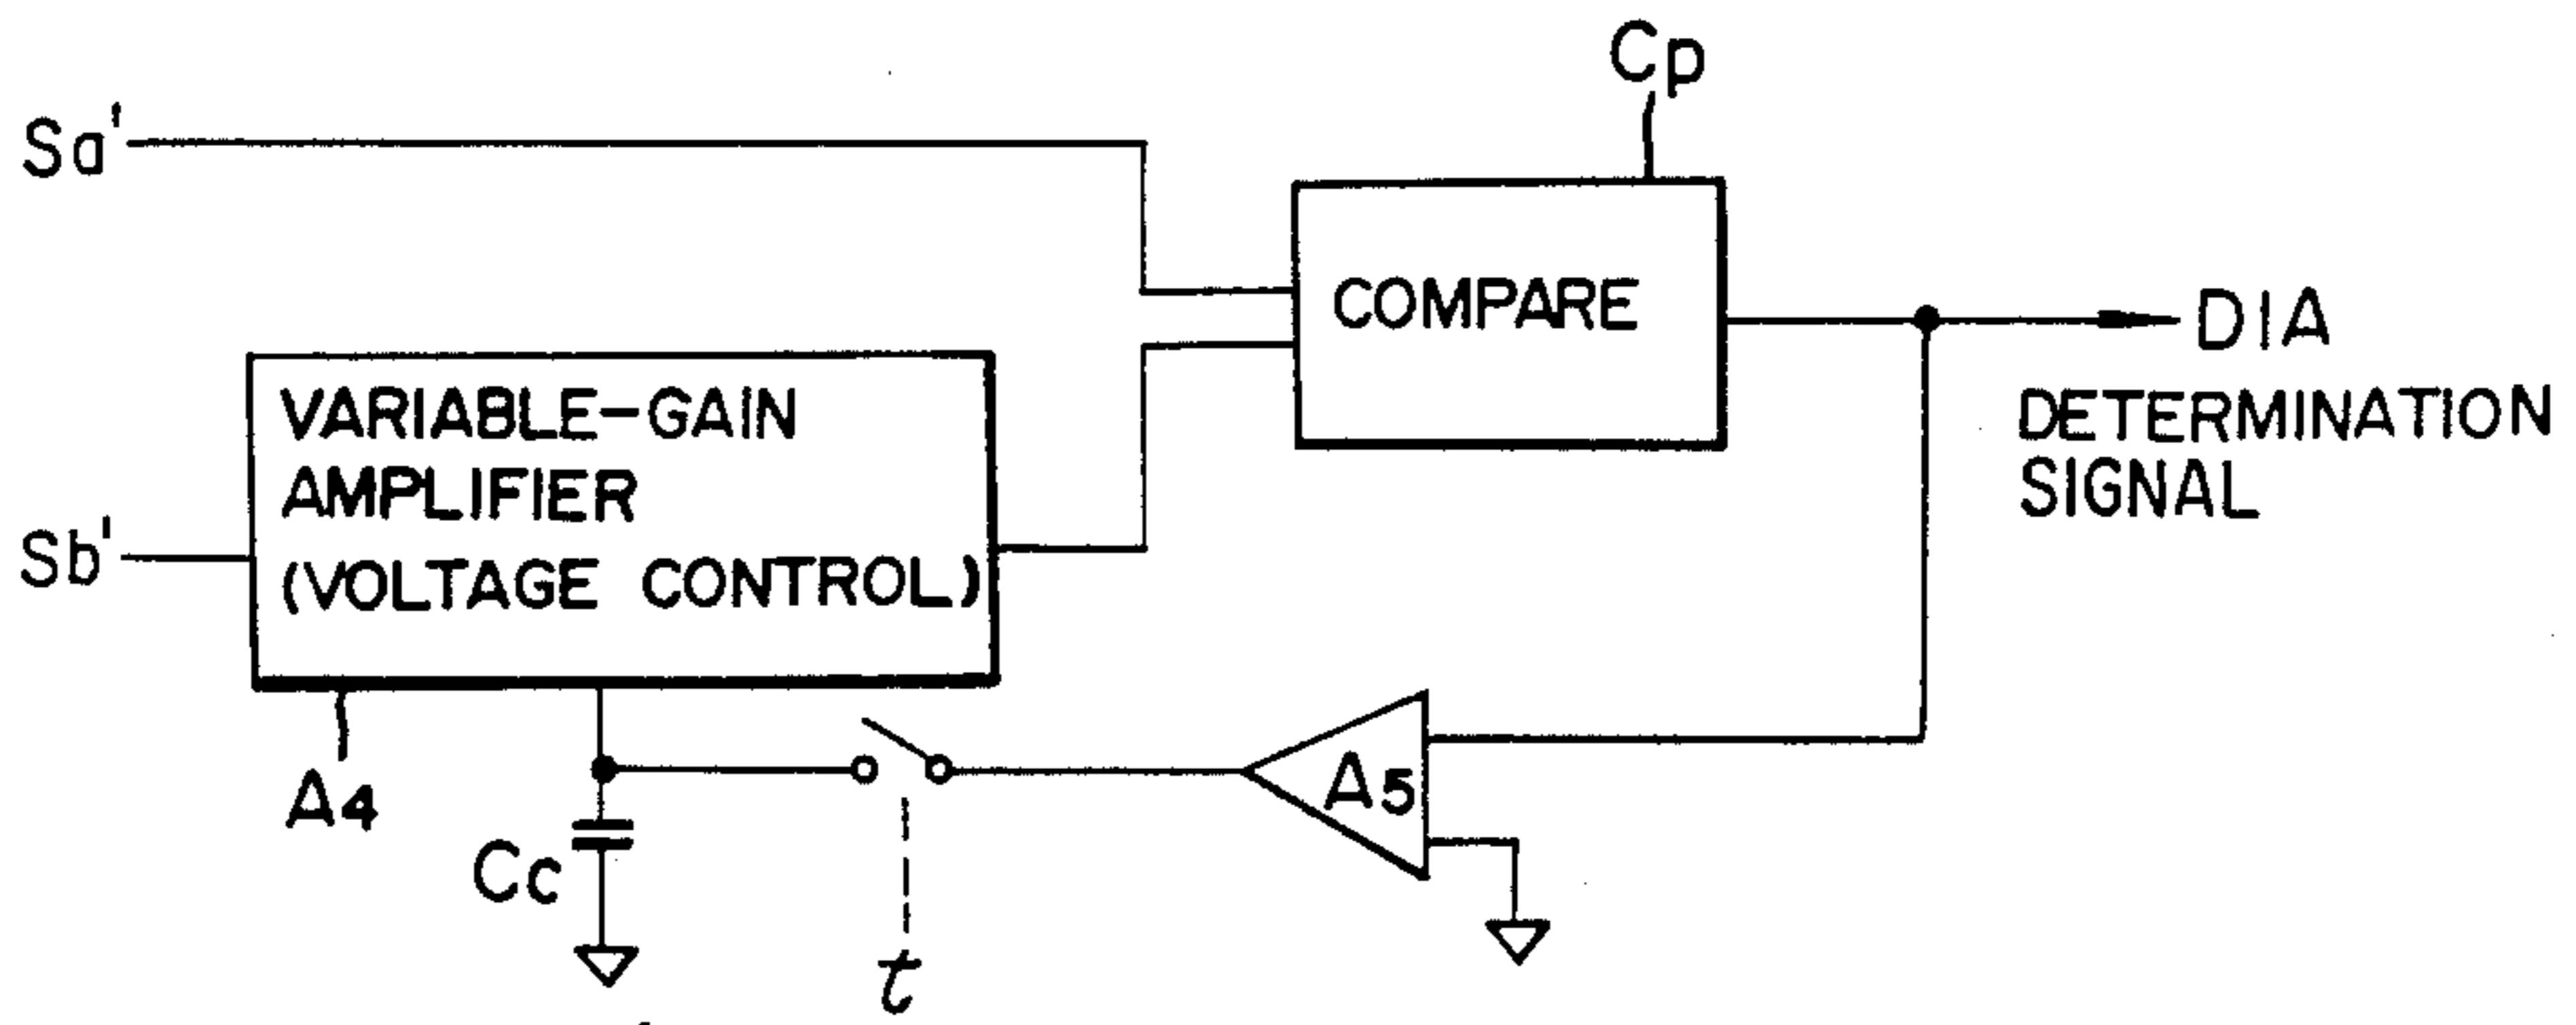 Cp
Sa'
COMPARE
DIA
DETERMINATION
SIGNAL
VARIABLE-GAIN
AMPLIFIER
(VOLTAGE CONTROL)
Sb'
A4
A5
Cc
t